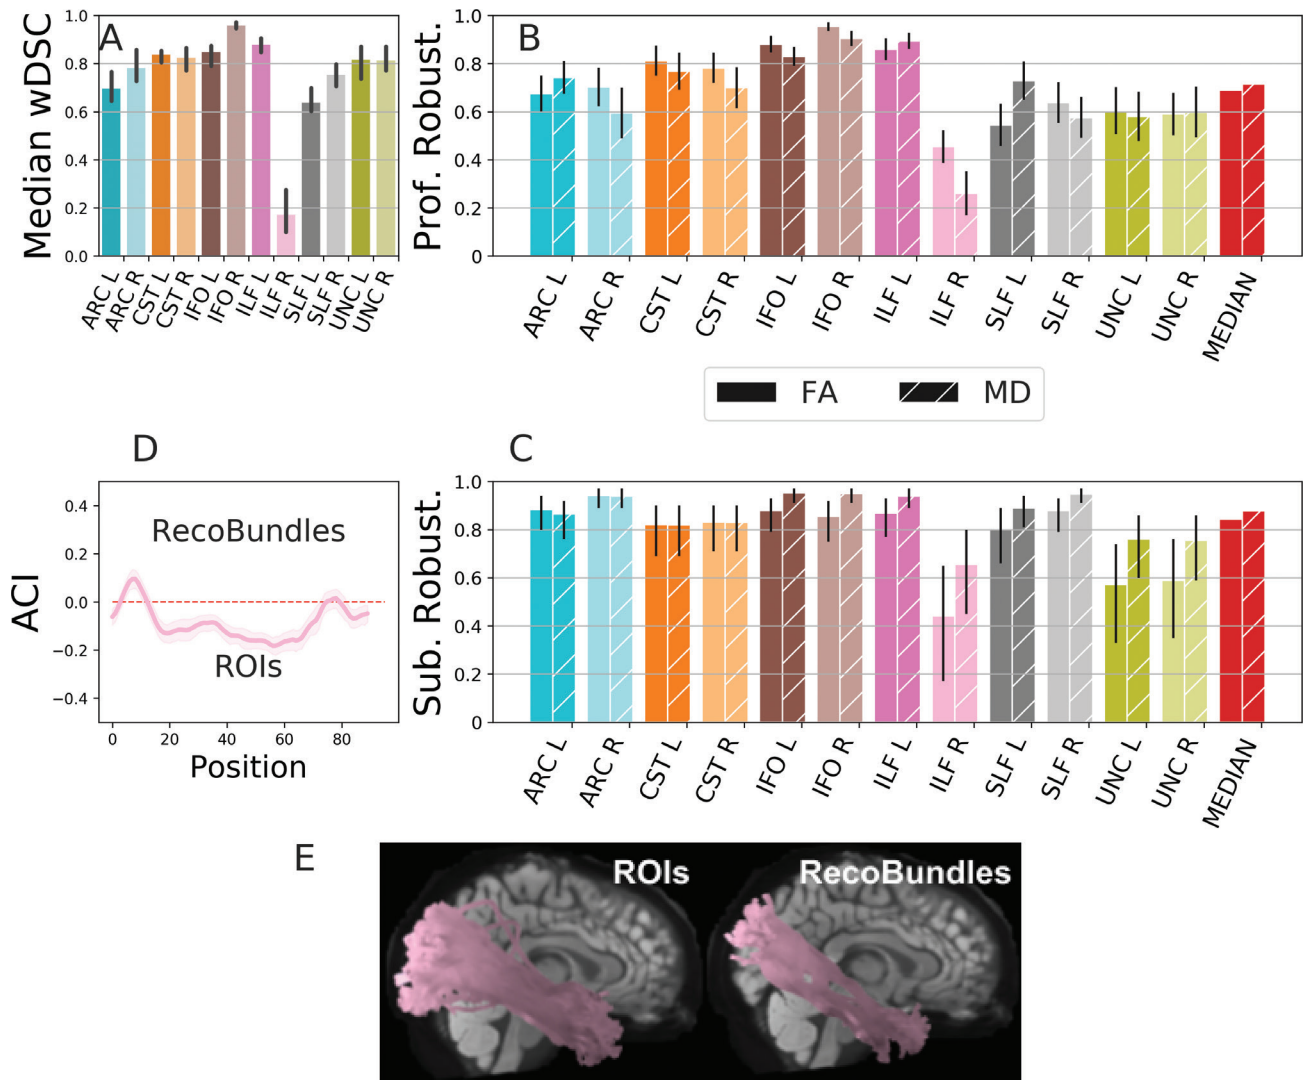 A
Median wDSC
1.0
0.8
0.6
0.4
0.2
0.0
ARC L
ARC R
CST L
CST R
IFO L
IFO R
ILF L
ILF R
SLF L
SLF R
UNC L
UNC R
B
Prof. Robust.
1.0
0.8
0.6
0.4
0.2
0
ARC L
ARC R
CST L
CST R
IFO L
IFO R
ILF L
ILF R
SLF L
SLF R
UNC L
UNC R
MEDIAN
FA
MD
D
ACI
0.4
0.2
0.0
−0.2
−0.4
RecoBundles
ROIs
0
20
40
60
80
Position
C
Sub. Robust.
1.0
0.8
0.6
0.4
0.2
0
ARC L
ARC R
CST L
CST R
IFO L
IFO R
ILF L
ILF R
SLF L
SLF R
UNC L
UNC R
MEDIAN
E
ROIs
RecoBundles